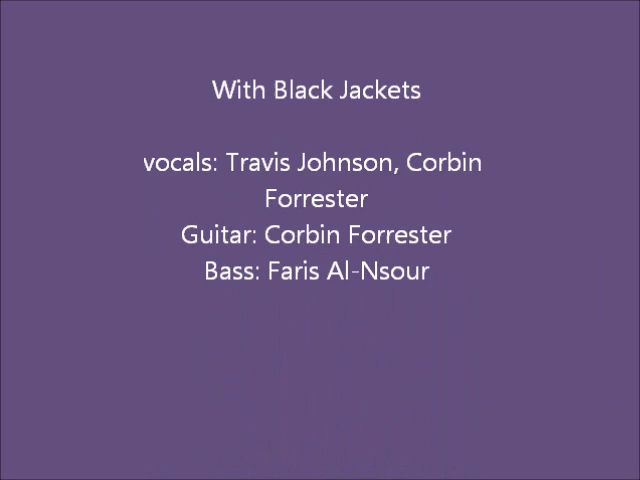 With Black Jackets
vocals: Travis Johnson, Corbin
Forrester
Guitar: Corbin Forrester
Bass: Faris Al-Nsour